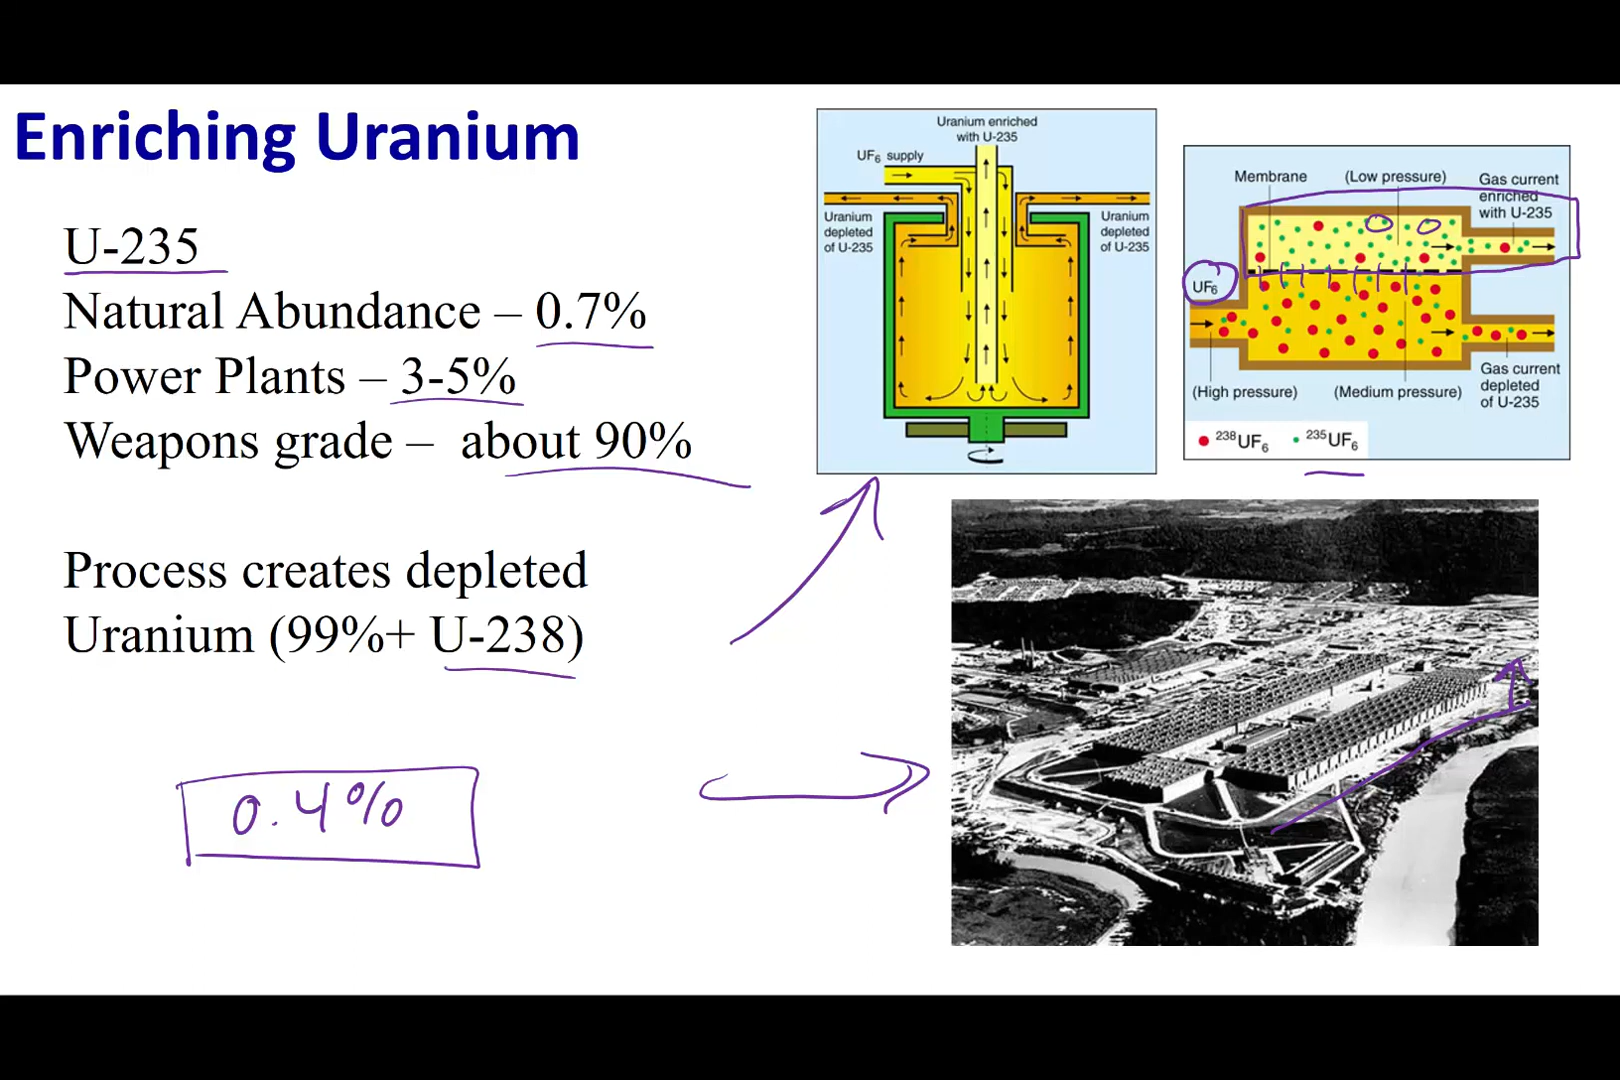 Enriching Uranium
U-235
Natural Abundance – 0.7%
Power Plants – 3-5%
Weapons grade – about 90%
Process creates depleted
Uranium (99%+ U-238)
0.4%
Uranium enriched
with U-235
UF₆ supply
Uranium
depleted
of U-235
Uranium
depleted
of U-235
Membrane
(Low pressure)
Gas current
enriched
with U-235
UF₆
(High pressure)
(Medium pressure)
Gas current
depleted
of U-235
²³⁸UF₆
²³⁵UF₆